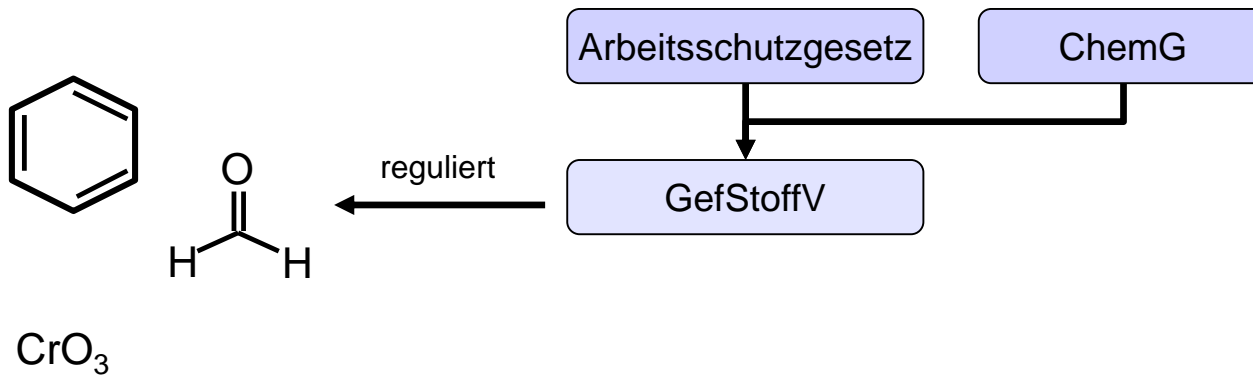 Arbeitsschutzgesetz
ChemG
reguliert
GefStoffV
O
H
H
CrO₃